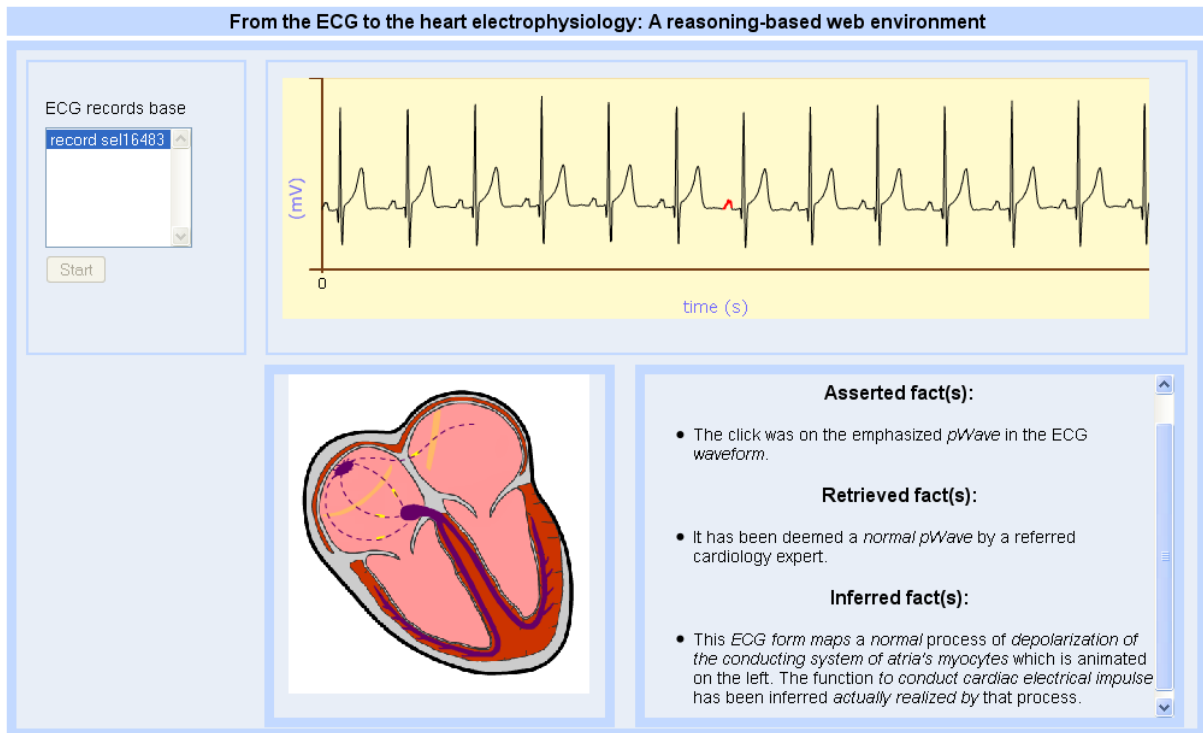 From the ECG to the heart electrophysiology: A reasoning-based web environment
ECG records base
record sel16483
Start
(mV)
0
time (s)
Asserted fact(s):
● The click was on the emphasized pWave in the ECG
waveform.
Retrieved fact(s):
● It has been deemed a normal pWave by a referred
cardiology expert.
Inferred fact(s):
● This ECG form maps a normal process of depolarization of
the conducting system of atria's myocytes which is animated
on the left. The function to conduct cardiac electrical impulse
has been inferred actually realized by that process.